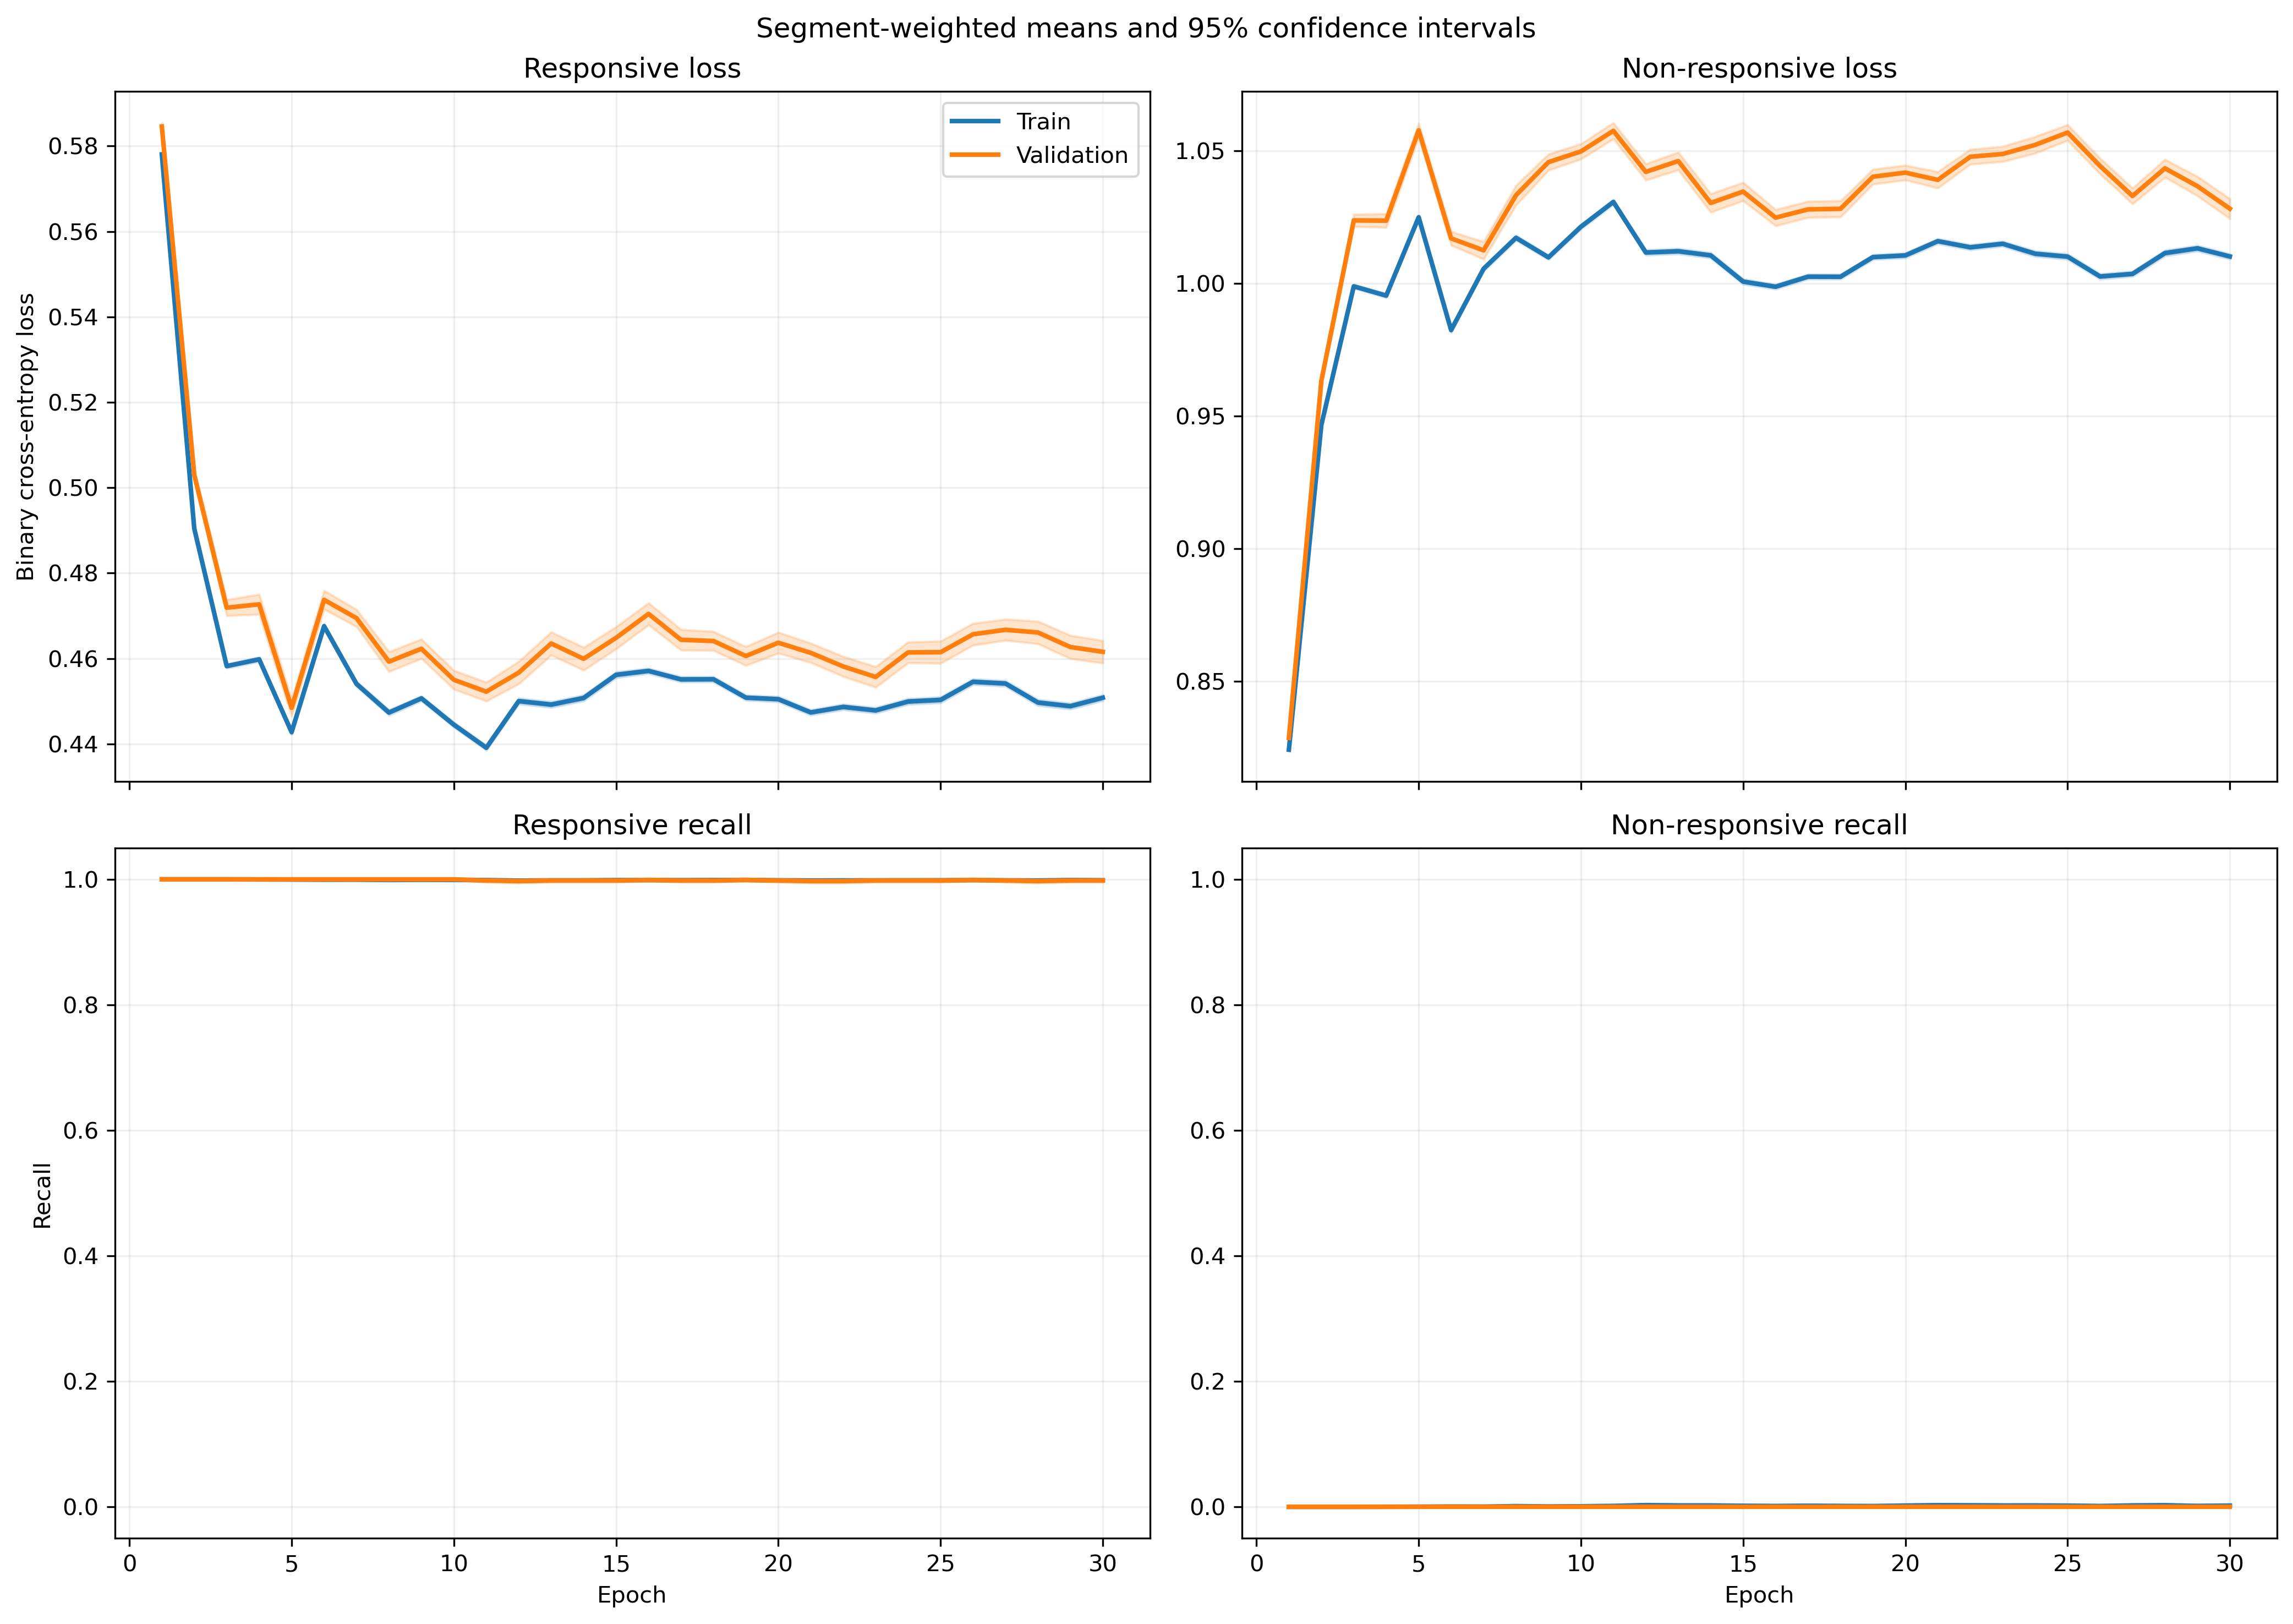 Segment-weighted means and 95% confidence intervals
Responsive loss
Non-responsive loss
Train
Validation
Binary cross-entropy loss
0.58
0.56
0.54
0.52
0.50
0.48
0.46
0.44
1.05
1.00
0.95
0.90
0.85
Responsive recall
Non-responsive recall
Recall
1.0
0.8
0.6
0.4
0.2
0.0
1.0
0.8
0.6
0.4
0.2
0.0
0 5 10 15 20 25 30
0 5 10 15 20 25 30
Epoch
Epoch